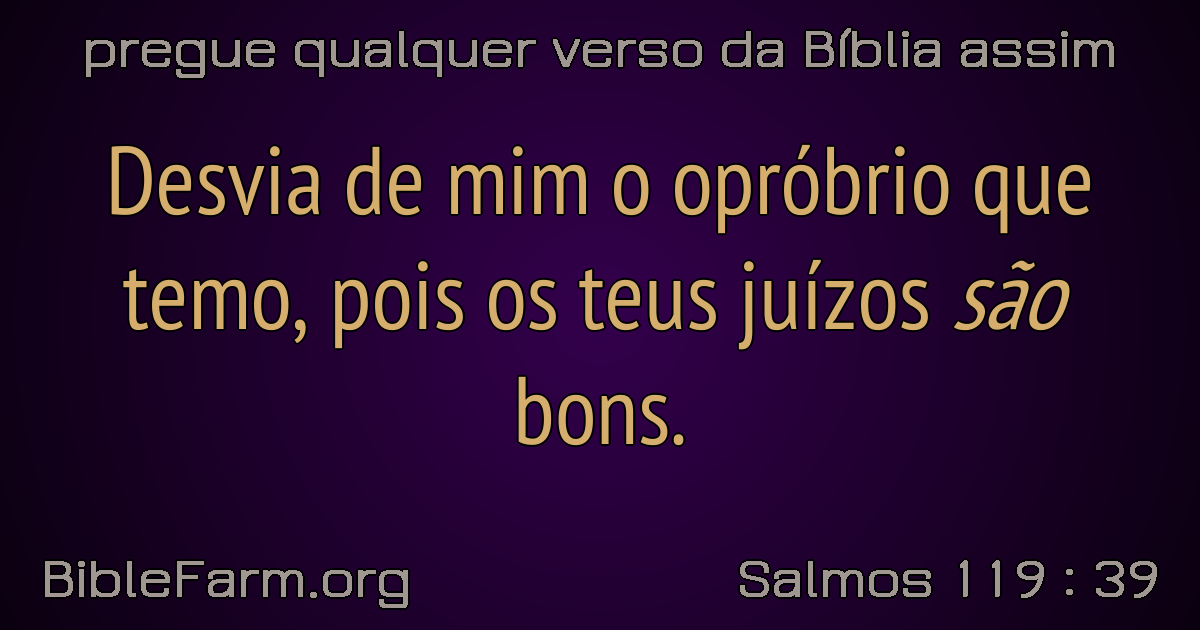 pregue qualquer verso da Bíblia assim
Desvia de mim o opróbrio que
temo, pois os teus juízos são
bons.
BibleFarm.org
Salmos 119 : 39